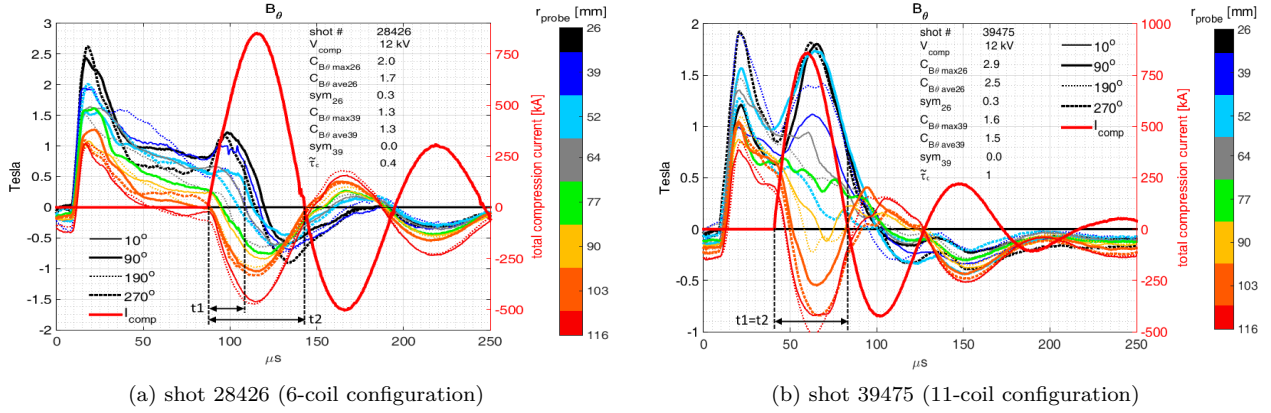 B_θ
r_probe [mm]
shot # 28426
V_comp 12 kV
C_Bθ max26 2.0
C_Bθ ave26 1.7
sym_26 0.3
C_Bθ max39 1.3
C_Bθ ave39 1.3
sym_39 0.0
τ̃_c 0.4
Tesla
3
2.5
2
1.5
1
0.5
0
-0.5
-1
-1.5
-2
10°
90°
190°
270°
I_comp
t1
t2
0 50 100 150 200 250
μs
750
500
250
0
-250
-500
total compression current [kA]
26
39
52
64
77
90
103
116
(a) shot 28426 (6-coil configuration)
B_θ
r_probe [mm]
shot # 39475
V_comp 12 kV
C_Bθ max26 2.9
C_Bθ ave26 2.5
sym_26 0.3
C_Bθ max39 1.6
C_Bθ ave39 1.5
sym_39 0.0
τ̃_c 1
Tesla
2
1.5
1
0.5
0
-0.5
-1
10°
90°
190°
270°
I_comp
t1=t2
0 50 100 150 200 250
μs
1000
750
500
250
0
-250
-500
total compression current [kA]
26
39
52
64
77
90
103
116
(b) shot 39475 (11-coil configuration)